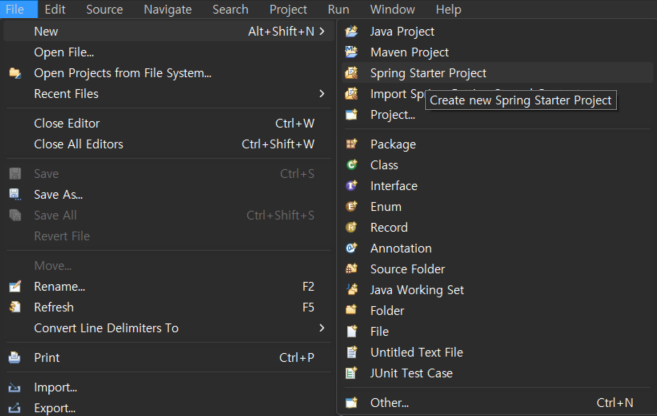 File Edit Source Navigate Search Project Run Window Help
New Alt+Shift+N
Open File...
Open Projects from File System...
Recent Files
Close Editor Ctrl+W
Close All Editors Ctrl+Shift+W
Save Ctrl+S
Save As...
Save All Ctrl+Shift+S
Revert File
Move...
Rename... F2
Refresh F5
Convert Line Delimiters To
Print Ctrl+P
Import...
Export...
Java Project
Maven Project
Spring Starter Project
Import
Create new Spring Starter Project
Project...
Package
Class
Interface
Enum
Record
Annotation
Source Folder
Java Working Set
Folder
File
Untitled Text File
JUnit Test Case
Other... Ctrl+N